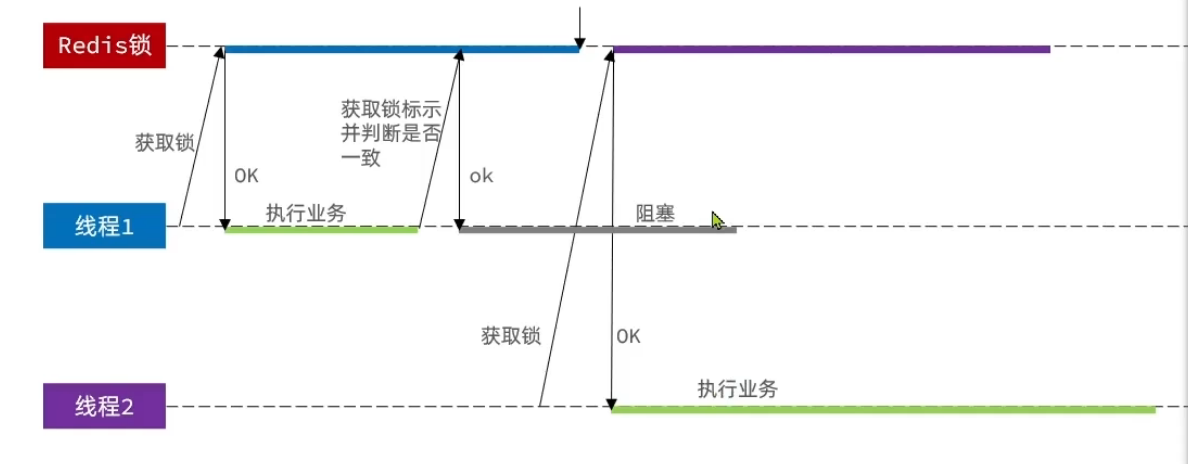 Redis锁
获取锁
OK
获取锁标示
并判断是否
一致
ok
线程1
执行业务
阻塞
获取锁
OK
线程2
执行业务